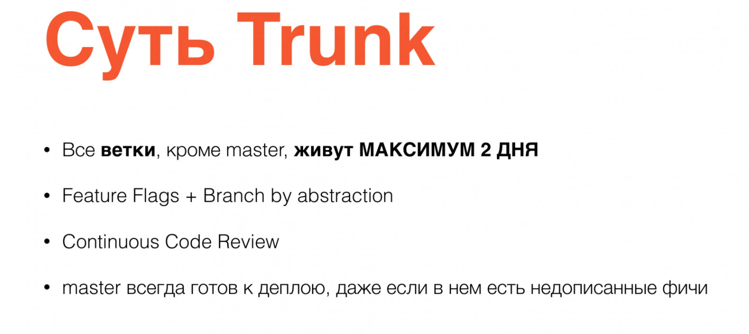 Суть Trunk
• Все ветки, кроме master, живут МАКСИМУМ 2 ДНЯ
• Feature Flags + Branch by abstraction
• Continuous Code Review
• master всегда готов к деплою, даже если в нем есть недописанные фичи